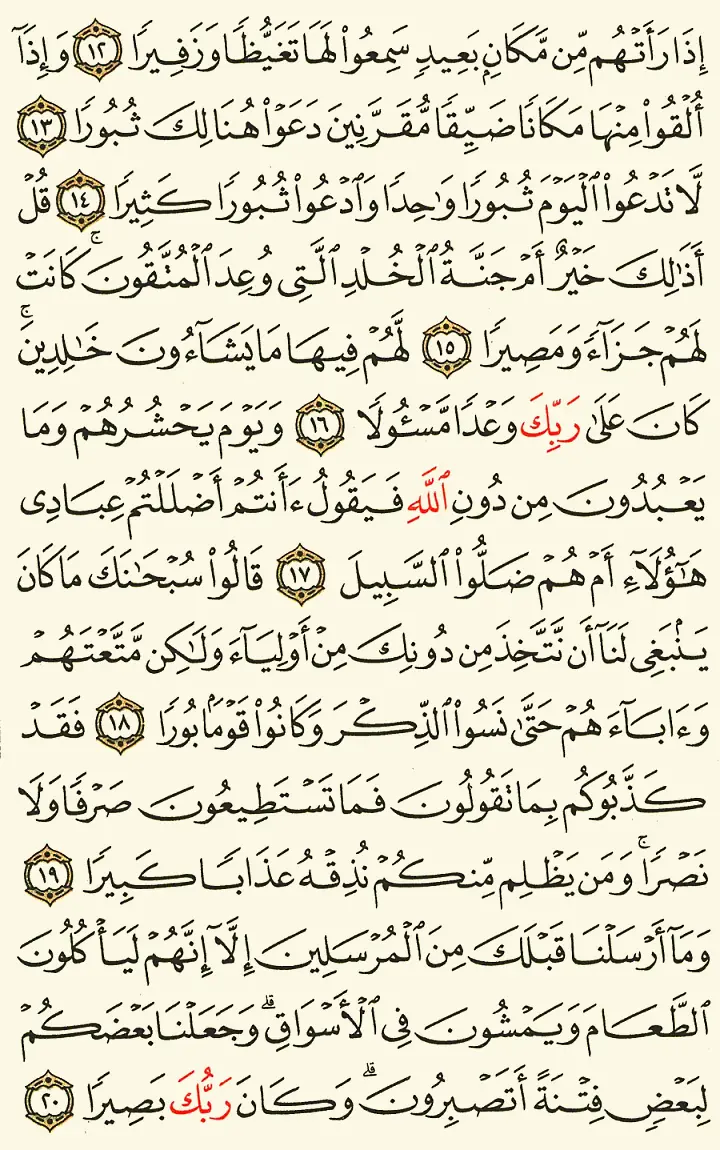 إِذَا رَأَتْهُم مِّن مَّكَانٍۭ بَعِيدٍ سَمِعُوا۟ لَهَا تَغَيُّظًا وَزَفِيرًا ١٢ وَإِذَآ
أُلْقُوا۟ مِنْهَا مَكَانًا ضَيِّقًا مُّقَرَّنِينَ دَعَوْا۟ هُنَالِكَ ثُبُورًا ١٣
لَّا تَدْعُوا۟ ٱلْيَوْمَ ثُبُورًا وَٰحِدًا وَٱدْعُوا۟ ثُبُورًا كَثِيرًا ١٤ قُلْ
أَذَٰلِكَ خَيْرٌ أَمْ جَنَّةُ ٱلْخُلْدِ ٱلَّتِى وُعِدَ ٱلْمُتَّقُونَ ۚ كَانَتْ
لَهُمْ جَزَآءً وَمَصِيرًا ١٥ لَّهُمْ فِيهَا مَا يَشَآءُونَ خَٰلِدِينَ ۚ
كَانَ عَلَىٰ رَبِّكَ وَعْدًا مَّسْـُٔولًا ١٦ وَيَوْمَ يَحْشُرُهُمْ وَمَا
يَعْبُدُونَ مِن دُونِ ٱللَّهِ فَيَقُولُ ءَأَنتُمْ أَضْلَلْتُمْ عِبَادِى
هَٰٓؤُلَآءِ أَمْ هُمْ ضَلُّوا۟ ٱلسَّبِيلَ ١٧ قَالُوا۟ سُبْحَٰنَكَ مَا كَانَ
يَنۢبَغِى لَنَآ أَن نَّتَّخِذَ مِن دُونِكَ مِنْ أَوْلِيَآءَ وَلَٰكِن مَّتَّعْتَهُمْ
وَءَابَآءَهُمْ حَتَّىٰ نَسُوا۟ ٱلذِّكْرَ وَكَانُوا۟ قَوْمًۢا بُورًا ١٨ فَقَدْ
كَذَّبُوكُم بِمَا تَقُولُونَ فَمَا تَسْتَطِيعُونَ صَرْفًا وَلَا
نَصْرًا ۚ وَمَن يَظْلِم مِّنكُمْ نُذِقْهُ عَذَابًا كَبِيرًا ١٩
وَمَآ أَرْسَلْنَا قَبْلَكَ مِنَ ٱلْمُرْسَلِينَ إِلَّآ إِنَّهُمْ لَيَأْكُلُونَ
ٱلطَّعَامَ وَيَمْشُونَ فِى ٱلْأَسْوَاقِ ۗ وَجَعَلْنَا بَعْضَكُمْ
لِبَعْضٍ فِتْنَةً أَتَصْبِرُونَ ۗ وَكَانَ رَبُّكَ بَصِيرًا ٢٠